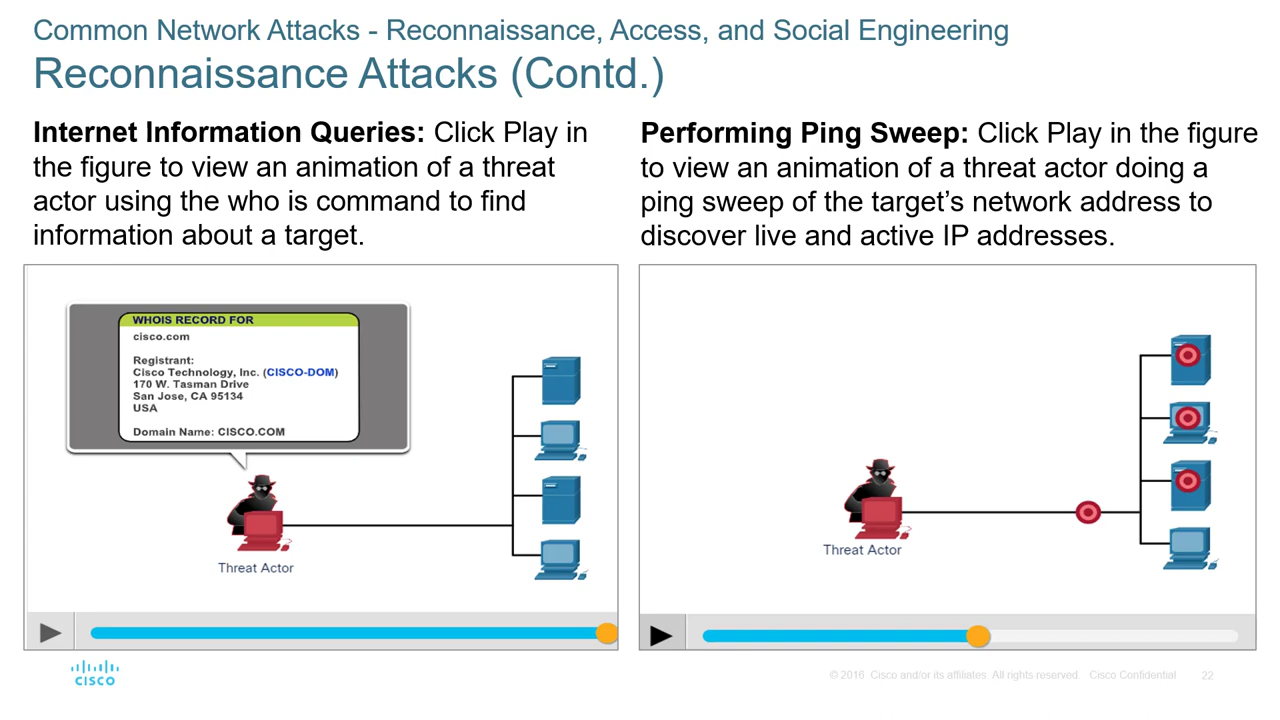 Common Network Attacks - Reconnaissance, Access, and Social Engineering
Reconnaissance Attacks (Contd.)
Internet Information Queries: Click Play in
the figure to view an animation of a threat
actor using the who is command to find
information about a target.
Performing Ping Sweep: Click Play in the figure
to view an animation of a threat actor doing a
ping sweep of the target’s network address to
discover live and active IP addresses.
WHOIS RECORD FOR
cisco.com
Registrant:
Cisco Technology, Inc. (CISCO-DOM)
170 W. Tasman Drive
San Jose, CA 95134
USA
Domain Name: CISCO.COM
Threat Actor
Threat Actor
CISCO
© 2016 Cisco and/or its affiliates. All rights reserved. Cisco Confidential
22